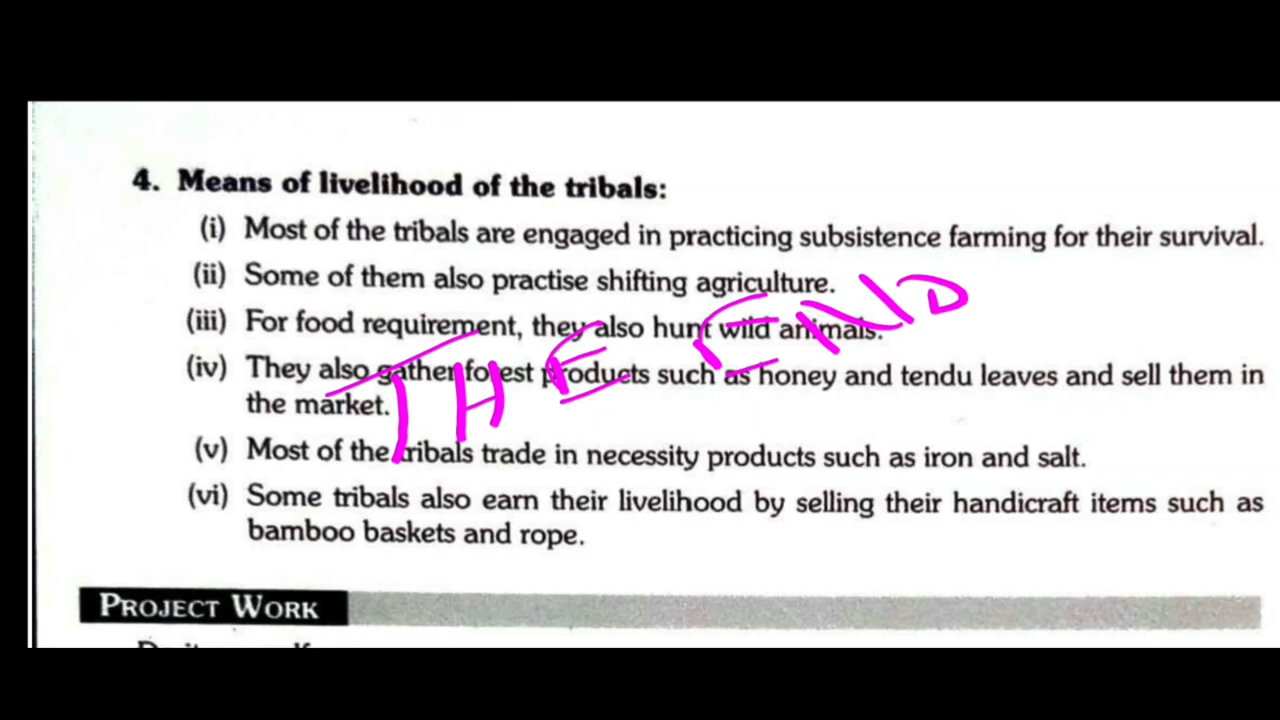 4. Means of livelihood of the tribals:
(i) Most of the tribals are engaged in practicing subsistence farming for their survival.
(ii) Some of them also practise shifting agriculture.
(iii) For food requirement, they also hunt wild animals.
(iv) They also gather forest products such as honey and tendu leaves and sell them in
the market.
(v) Most of the tribals trade in necessity products such as iron and salt.
(vi) Some tribals also earn their livelihood by selling their handicraft items such as
bamboo baskets and rope.
THE END
PROJECT WORK